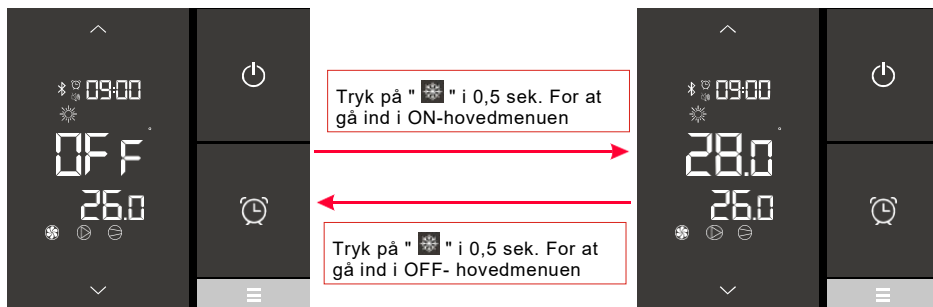 09:00
OFF
26.0
Tryk på " " i 0,5 sek. For at
gå ind i ON-hovedmenuen
Tryk på " " i 0,5 sek. For at
gå ind i OFF- hovedmenuen
09:00
28.0
26.0